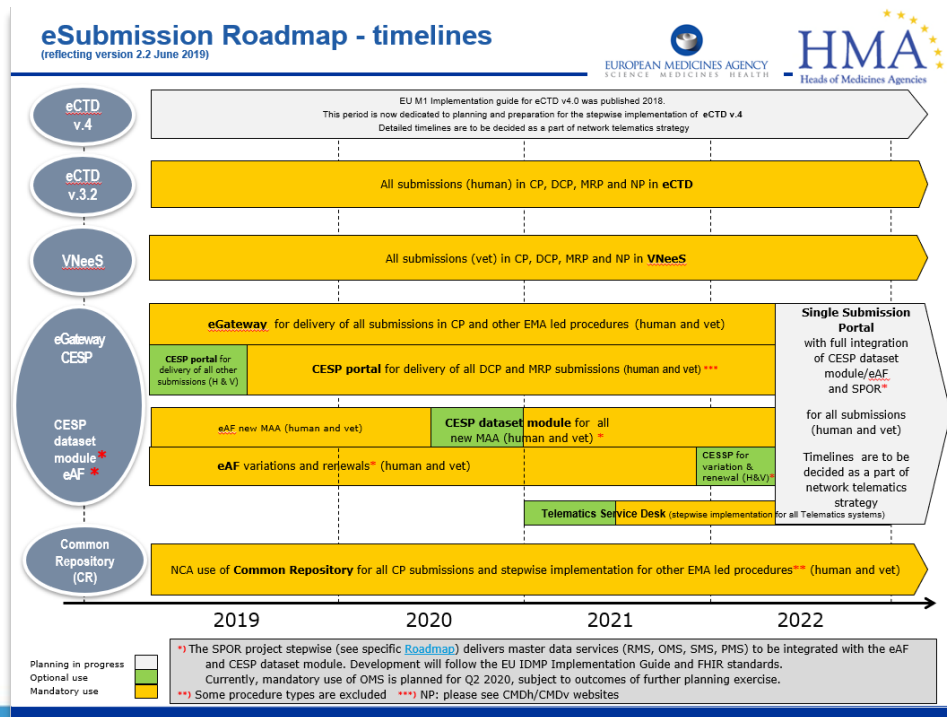 eSubmission Roadmap - timelines
(reflecting version 2.2 June 2019)
EUROPEAN MEDICINES AGENCY
SCIENCE MEDICINES HEALTH
HMA
Heads of Medicines Agencies
eCTD
v.4
EU M1 Implementation guide for eCTD v4.0 was published 2018.
This period is now dedicated to planning and preparation for the stepwise implementation of eCTD v.4
Detailed timelines are to be decided as a part of network telematics strategy
eCTD
v.3.2
All submissions (human) in CP, DCP, MRP and NP in eCTD
VNeeS
All submissions (vet) in CP, DCP, MRP and NP in VNeeS
eGateway
CESP
CESP
dataset
module*
eAF *
eGateway for delivery of all submissions in CP and other EMA led procedures (human and vet)
CESP portal for
delivery of all other
submissions (H & V)
CESP portal for delivery of all DCP and MRP submissions (human and vet) ***
eAF new MAA (human and vet)
CESP dataset module for all
new MAA (human and vet) *
eAF variations and renewals* (human and vet)
CESSP for
variation &
renewal (H&V)*
Telematics Service Desk (stepwise implementation for all Telematics systems)
Single Submission
Portal
with full integration
of CESP dataset
module/eAF
and SPOR*
for all submissions
(human and vet)
Timelines are to be
decided as a part of
network telematics
strategy
Common
Repository
(CR)
NCA use of Common Repository for all CP submissions and stepwise implementation for other EMA led procedures** (human and vet)
2019
2020
2021
2022
Planning in progress
Optional use
Mandatory use
*) The SPOR project stepwise (see specific Roadmap) delivers master data services (RMS, OMS, SMS, PMS) to be integrated with the eAF
and CESP dataset module. Development will follow the EU IDMP Implementation Guide and FHIR standards.
Currently, mandatory use of OMS is planned for Q2 2020, subject to outcomes of further planning exercise.
**) Some procedure types are excluded ***) NP: please see CMDh/CMDv websites